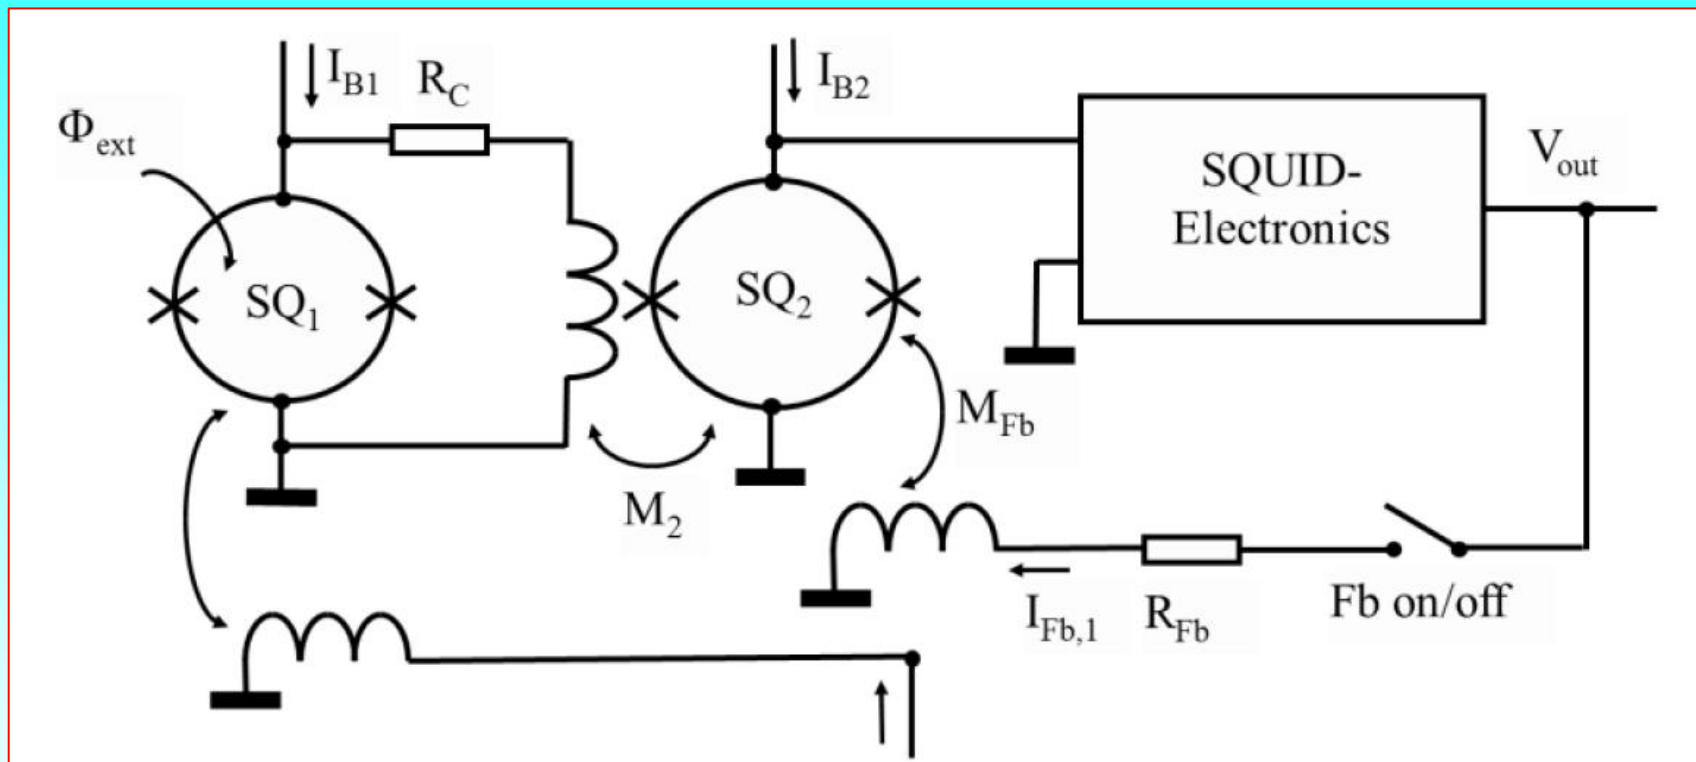 I_B1
R_C
I_B2
Φ_ext
SQUID-
Electronics
V_out
SQ_1
SQ_2
M_Fb
M_2
I_Fb,1
R_Fb
Fb on/off